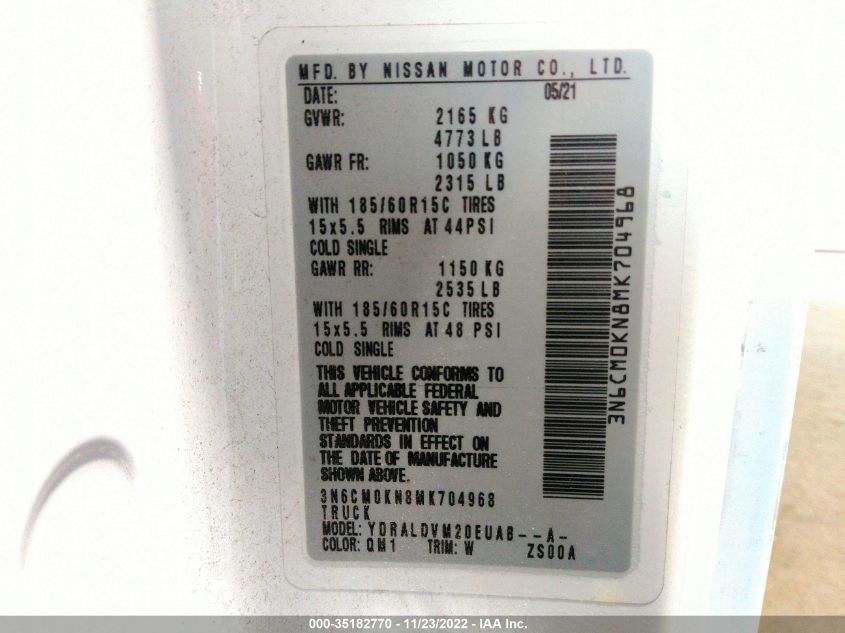 MFD. BY NISSAN MOTOR CO., LTD.
DATE: 05/21
GVWR: 2165 KG
4773 LB
GAWR FR: 1050 KG
2315 LB
WITH 185/60R15C TIRES
15x5.5 RIMS AT 44PSI
COLD SINGLE
GAWR RR: 1150 KG
2535 LB
WITH 185/60R15C TIRES
15x5.5 RIMS AT 48 PSI
COLD SINGLE
THIS VEHICLE CONFORMS TO
ALL APPLICABLE FEDERAL
MOTOR VEHICLE SAFETY AND
THEFT PREVENTION
STANDARDS IN EFFECT ON
THE DATE OF MANUFACTURE
SHOWN ABOVE.
3N6CM0KN8MK704968
TRUCK
MODEL: YDRALDVM20EUAB--A-
COLOR: QM1 TRIM: W ZS00A
3N6CM0KN8MK704968
000-35182770 - 11/23/2022 - IAA Inc.